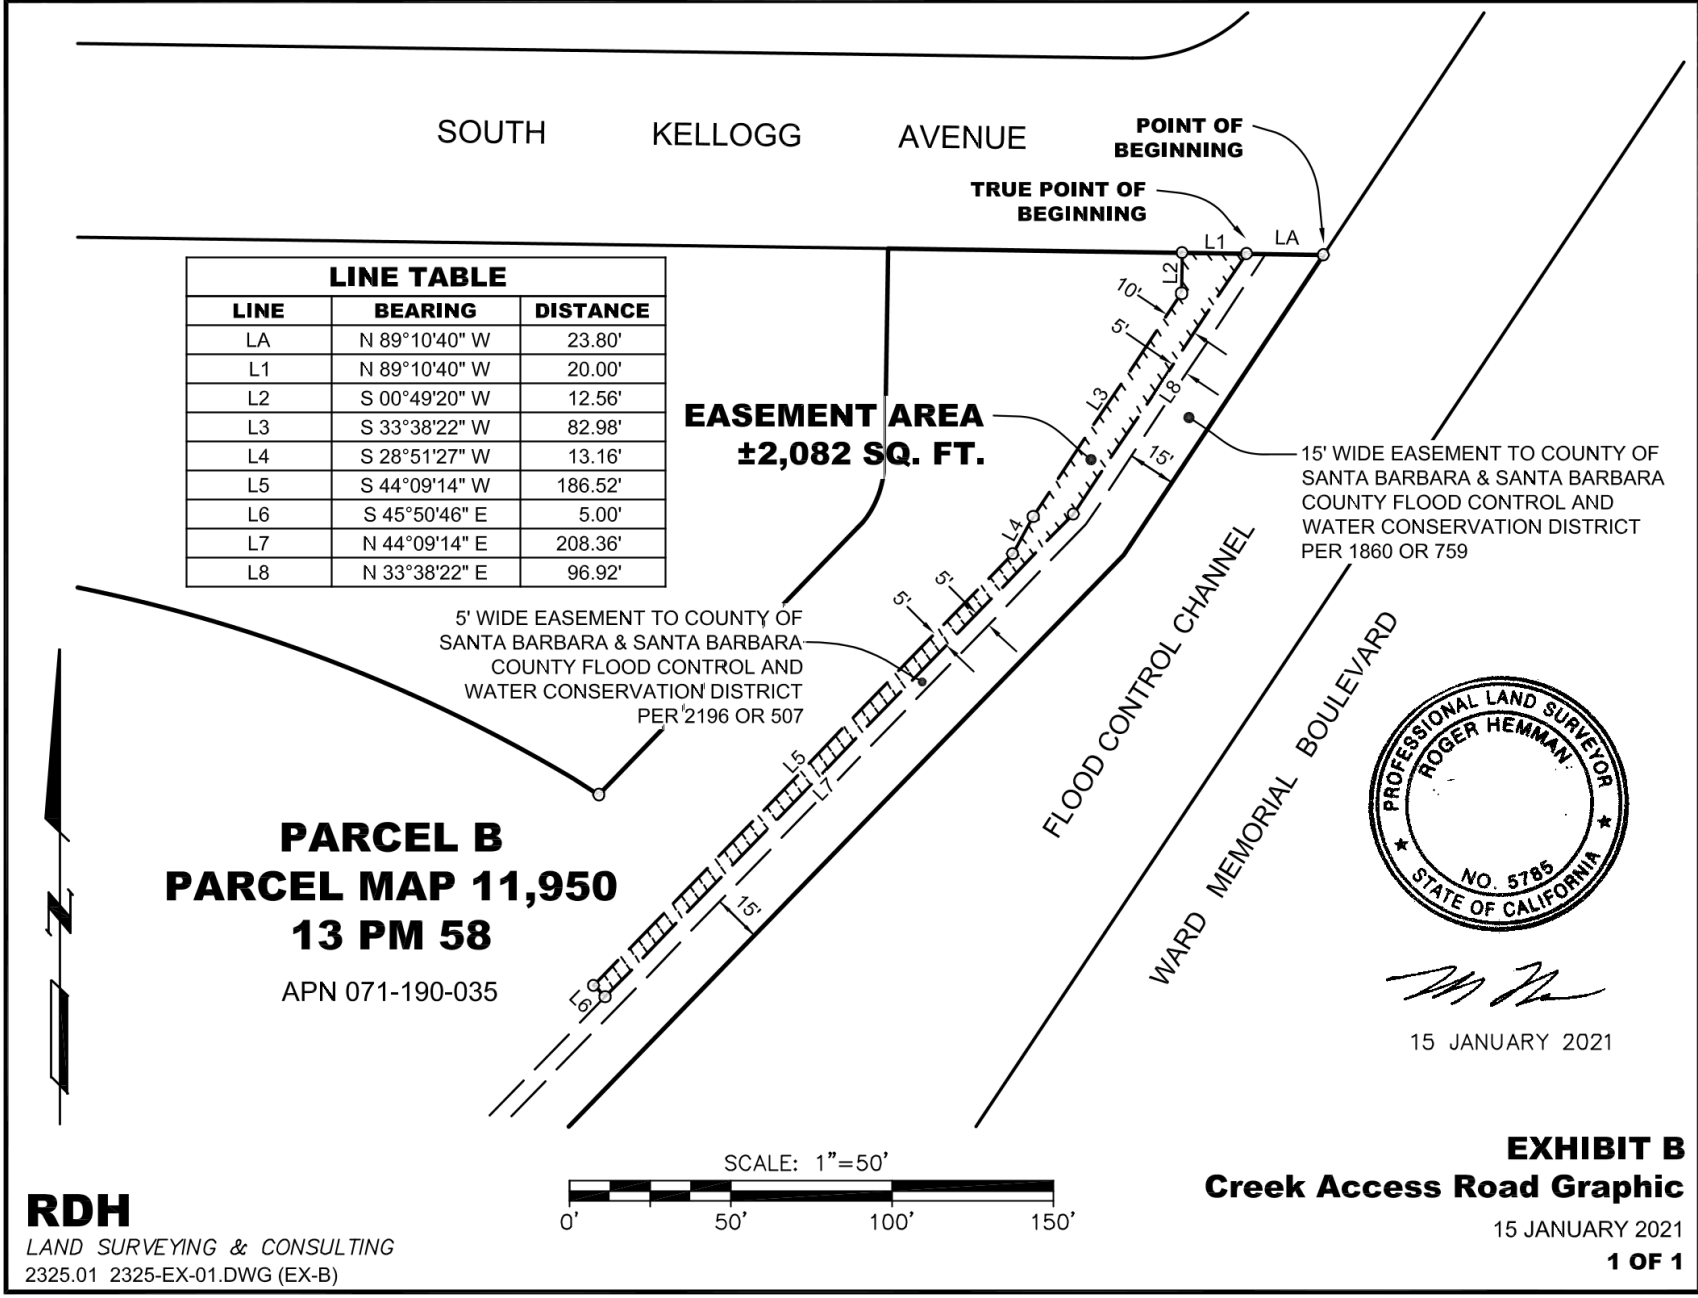 SOUTH KELLOGG AVENUE
POINT OF
BEGINNING
TRUE POINT OF
BEGINNING
L1
LA
L2
10'
5'
L3
L8
15'
L4
LINE TABLE
LINE BEARING DISTANCE
LA N 89°10'40" W 23.80'
L1 N 89°10'40" W 20.00'
L2 S 00°49'20" W 12.56'
L3 S 33°38'22" W 82.98'
L4 S 28°51'27" W 13.16'
L5 S 44°09'14" W 186.52'
L6 S 45°50'46" E 5.00'
L7 N 44°09'14" E 208.36'
L8 N 33°38'22" E 96.92'
EASEMENT AREA
±2,082 SQ. FT.
15' WIDE EASEMENT TO COUNTY OF
SANTA BARBARA & SANTA BARBARA
COUNTY FLOOD CONTROL AND
WATER CONSERVATION DISTRICT
PER 1860 OR 759
5' WIDE EASEMENT TO COUNTY OF
SANTA BARBARA & SANTA BARBARA
COUNTY FLOOD CONTROL AND
WATER CONSERVATION DISTRICT
PER 2196 OR 507
5'
5'
L5
L7
15'
L6
FLOOD CONTROL CHANNEL
WARD MEMORIAL BOULEVARD
PARCEL B
PARCEL MAP 11,950
13 PM 58
APN 071-190-035
N
PROFESSIONAL LAND SURVEYOR
ROGER HEMMAN
NO. 5785
STATE OF CALIFORNIA
15 JANUARY 2021
SCALE: 1"=50'
0' 50' 100' 150'
RDH
LAND SURVEYING & CONSULTING
2325.01 2325-EX-01.DWG (EX-B)
EXHIBIT B
Creek Access Road Graphic
15 JANUARY 2021
1 OF 1